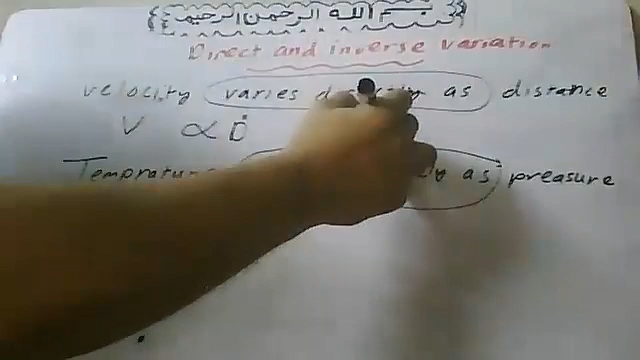 بسم الله الرحمن الرحيم
Direct and inverse variation
velocity varies as distance
V ∝ D
as preasure